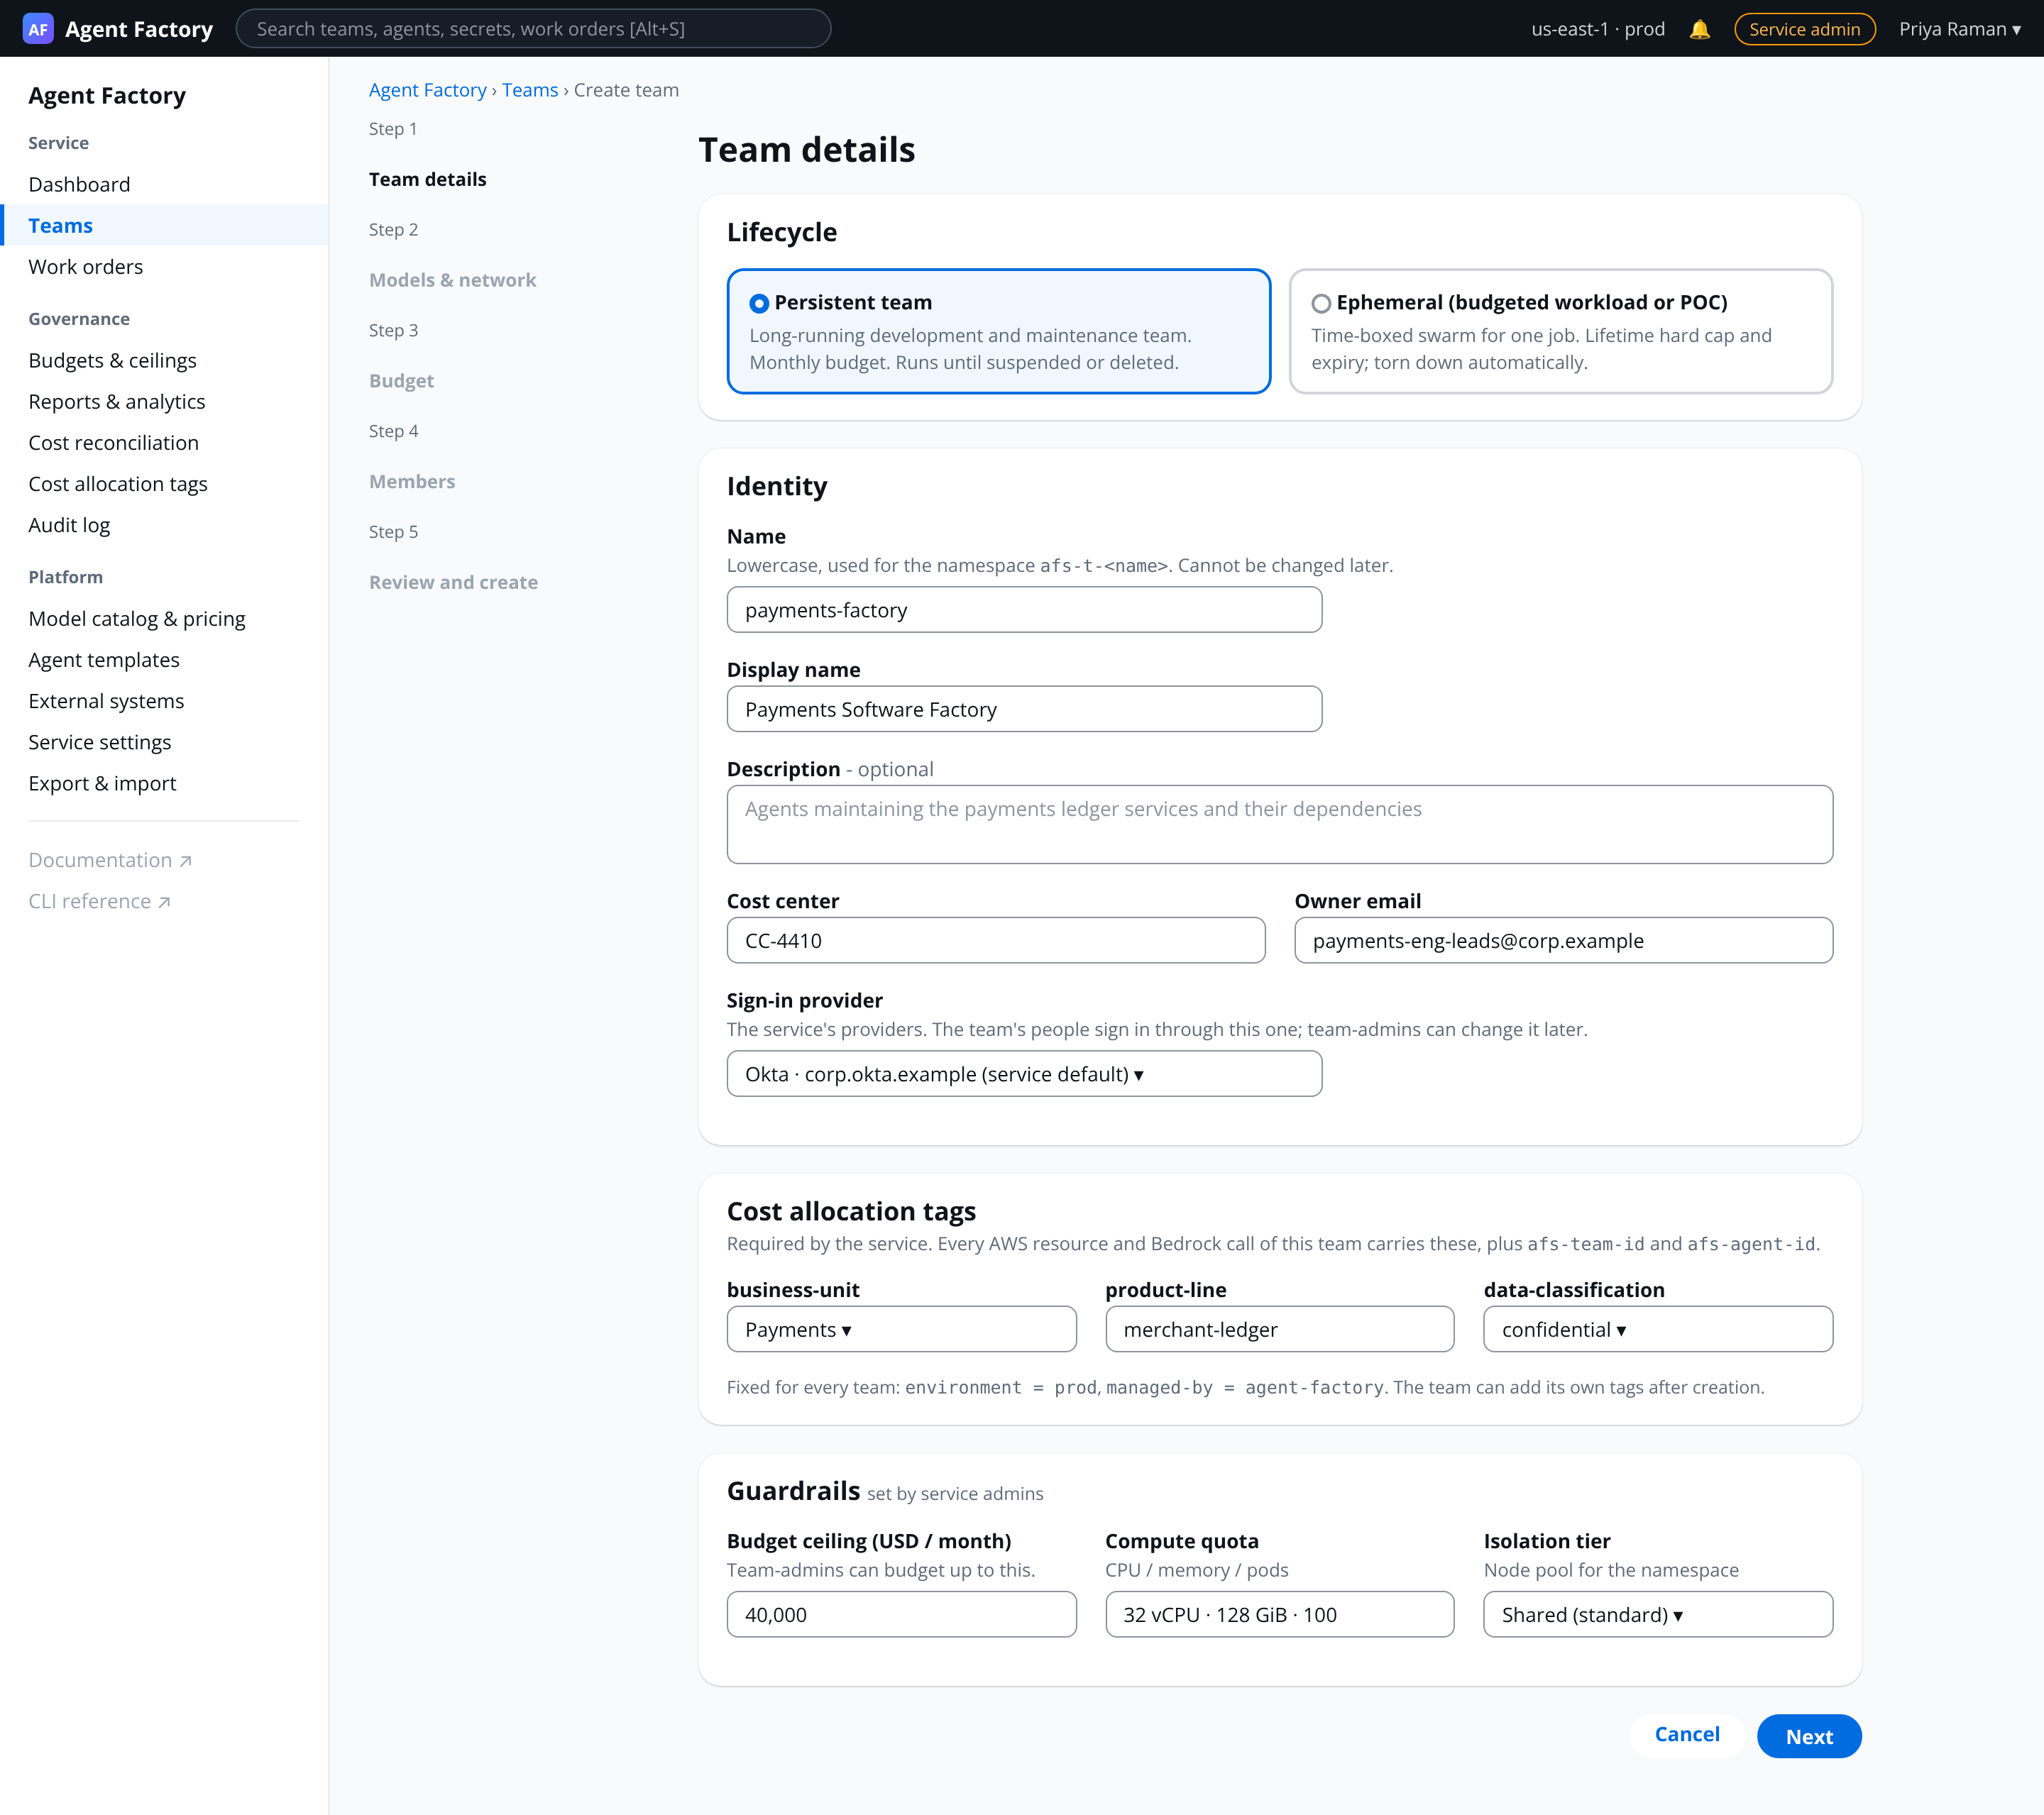 AF Agent Factory
Search teams, agents, secrets, work orders [Alt+S]
us-east-1 · prod
Service admin
Priya Raman ▾
Agent Factory
Service
Dashboard
Teams
Work orders
Governance
Budgets & ceilings
Reports & analytics
Cost reconciliation
Cost allocation tags
Audit log
Platform
Model catalog & pricing
Agent templates
External systems
Service settings
Export & import
Documentation ↗
CLI reference ↗
Agent Factory › Teams › Create team
Step 1
Team details
Step 2
Models & network
Step 3
Budget
Step 4
Members
Step 5
Review and create
Team details
Lifecycle
Persistent team
Long-running development and maintenance team.
Monthly budget. Runs until suspended or deleted.
Ephemeral (budgeted workload or POC)
Time-boxed swarm for one job. Lifetime hard cap and
expiry; torn down automatically.
Identity
Name
Lowercase, used for the namespace afs-t-<name>. Cannot be changed later.
payments-factory
Display name
Payments Software Factory
Description - optional
Agents maintaining the payments ledger services and their dependencies
Cost center
CC-4410
Owner email
payments-eng-leads@corp.example
Sign-in provider
The service's providers. The team's people sign in through this one; team-admins can change it later.
Okta · corp.okta.example (service default) ▾
Cost allocation tags
Required by the service. Every AWS resource and Bedrock call of this team carries these, plus afs-team-id and afs-agent-id.
business-unit
Payments ▾
product-line
merchant-ledger
data-classification
confidential ▾
Fixed for every team: environment = prod, managed-by = agent-factory. The team can add its own tags after creation.
Guardrails set by service admins
Budget ceiling (USD / month)
Team-admins can budget up to this.
40,000
Compute quota
CPU / memory / pods
32 vCPU · 128 GiB · 100
Isolation tier
Node pool for the namespace
Shared (standard) ▾
Cancel
Next